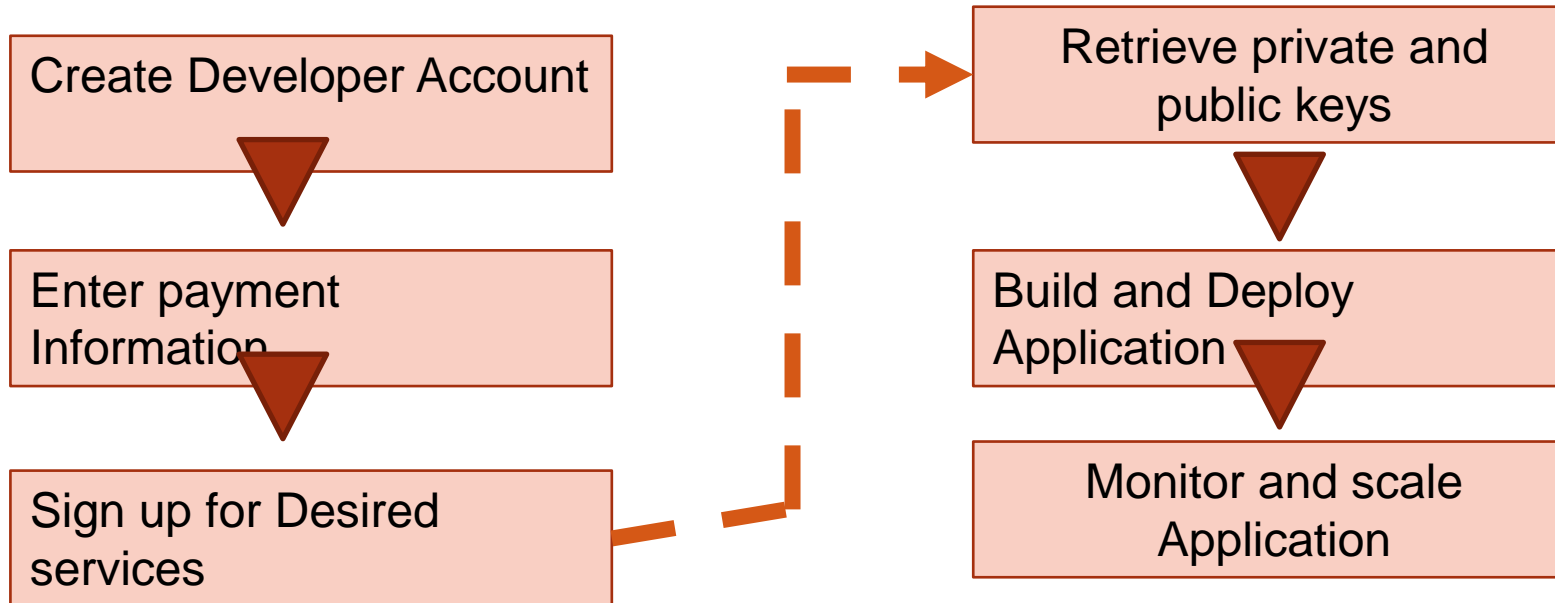 Create Developer Account
Enter payment
Information
Sign up for Desired
services
Retrieve private and
public keys
Build and Deploy
Application
Monitor and scale
Application